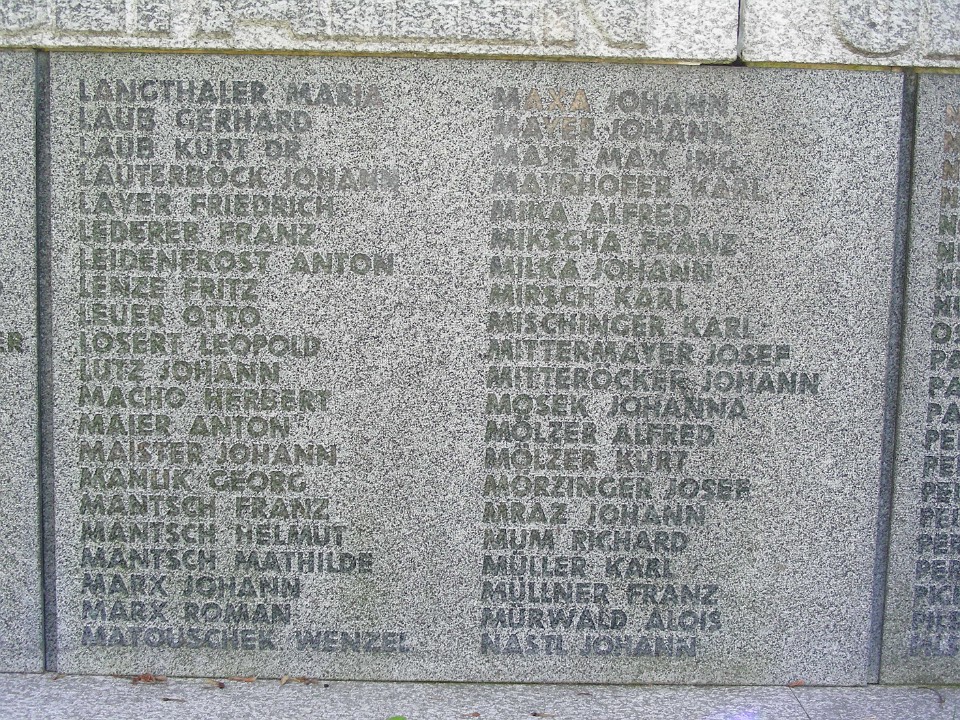 LANGTHALER MARIA
LAUB GERHARD
LAUB KURT DR.
LAUTERBÖCK JOHANN
LAYER FRIEDRICH
LEDERER FRANZ
LEIDENFROST ANTON
LENZE FRITZ
LEUER OTTO
LOSERT LEOPOLD
LUTZ JOHANN
MACHO HERBERT
MAIER ANTON
MAISTER JOHANN
MAMLIK GEORG
MANTSCH FRANZ
MANTSCH HELMUT
MANTSCH MATHILDE
MARX JOHANN
MARX ROMAN
MATOUSCHEK WENZEL
MAXA JOHANN
MAYER JOHANN
MAYR MAX ING.
MAYRHOFER KARL
MIKA ALFRED
MIKSCHA FRANZ
MILKA JOHANN
MIRSCH KARL
MISCHINGER KARL
MITTERMAYER JOSEF
MITTERÖCKER JOHANN
MOSEK JOHANNA
MÖLZER ALFRED
MÖLZER KURT
MÖRZINGER JOSEF
MRAZ JOHANN
MUM RICHARD
MÜLLER KARL
MÜLLNER FRANZ
MURWALD ALOIS
NASTL JOHANN